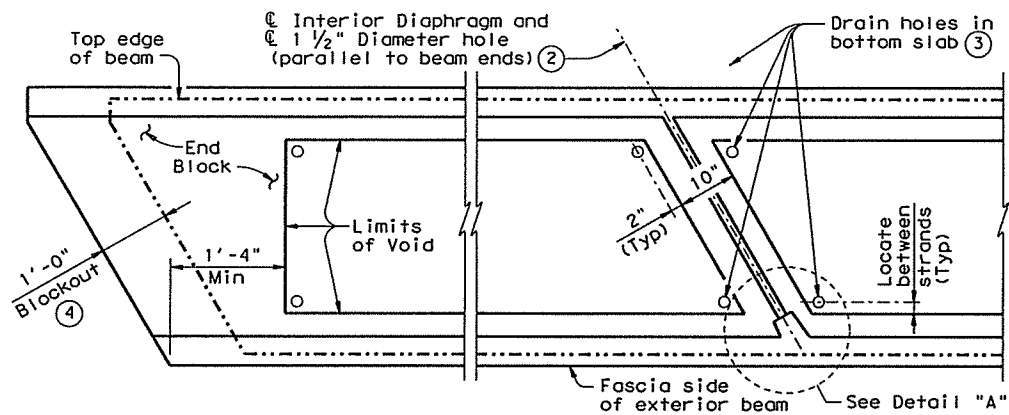 ℄ Interior Diaphragm and
℄ 1 ½" Diameter hole
(parallel to beam ends) 2
Top edge
of beam
Drain holes in
bottom slab 3
End
Block
Limits
of Void
10"
2"
(Typ)
Locate
between
strands
(Typ)
1'-0"
Blockout
4
1'-4"
Min
Fascia side
of exterior beam
See Detail "A"